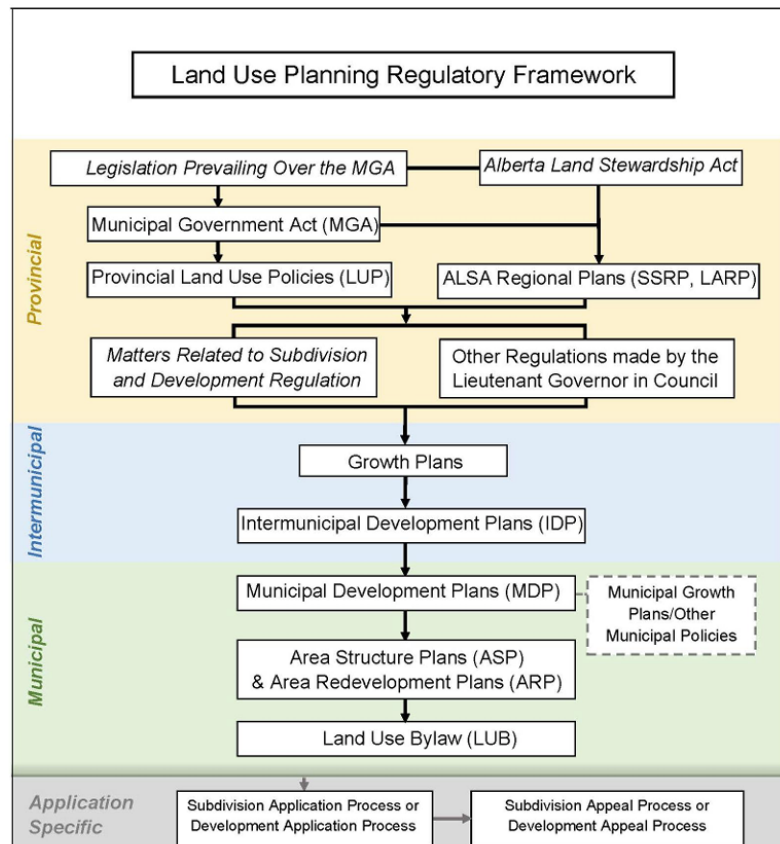 Land Use Planning Regulatory Framework
Provincial
Legislation Prevailing Over the MGA
Alberta Land Stewardship Act
Municipal Government Act (MGA)
Provincial Land Use Policies (LUP)
ALSA Regional Plans (SSRP, LARP)
Matters Related to Subdivision
and Development Regulation
Other Regulations made by the
Lieutenant Governor in Council
Intermunicipal
Growth Plans
Intermunicipal Development Plans (IDP)
Municipal
Municipal Development Plans (MDP)
Municipal Growth
Plans/Other
Municipal Policies
Area Structure Plans (ASP)
& Area Redevelopment Plans (ARP)
Land Use Bylaw (LUB)
Application
Specific
Subdivision Application Process or
Development Application Process
Subdivision Appeal Process or
Development Appeal Process